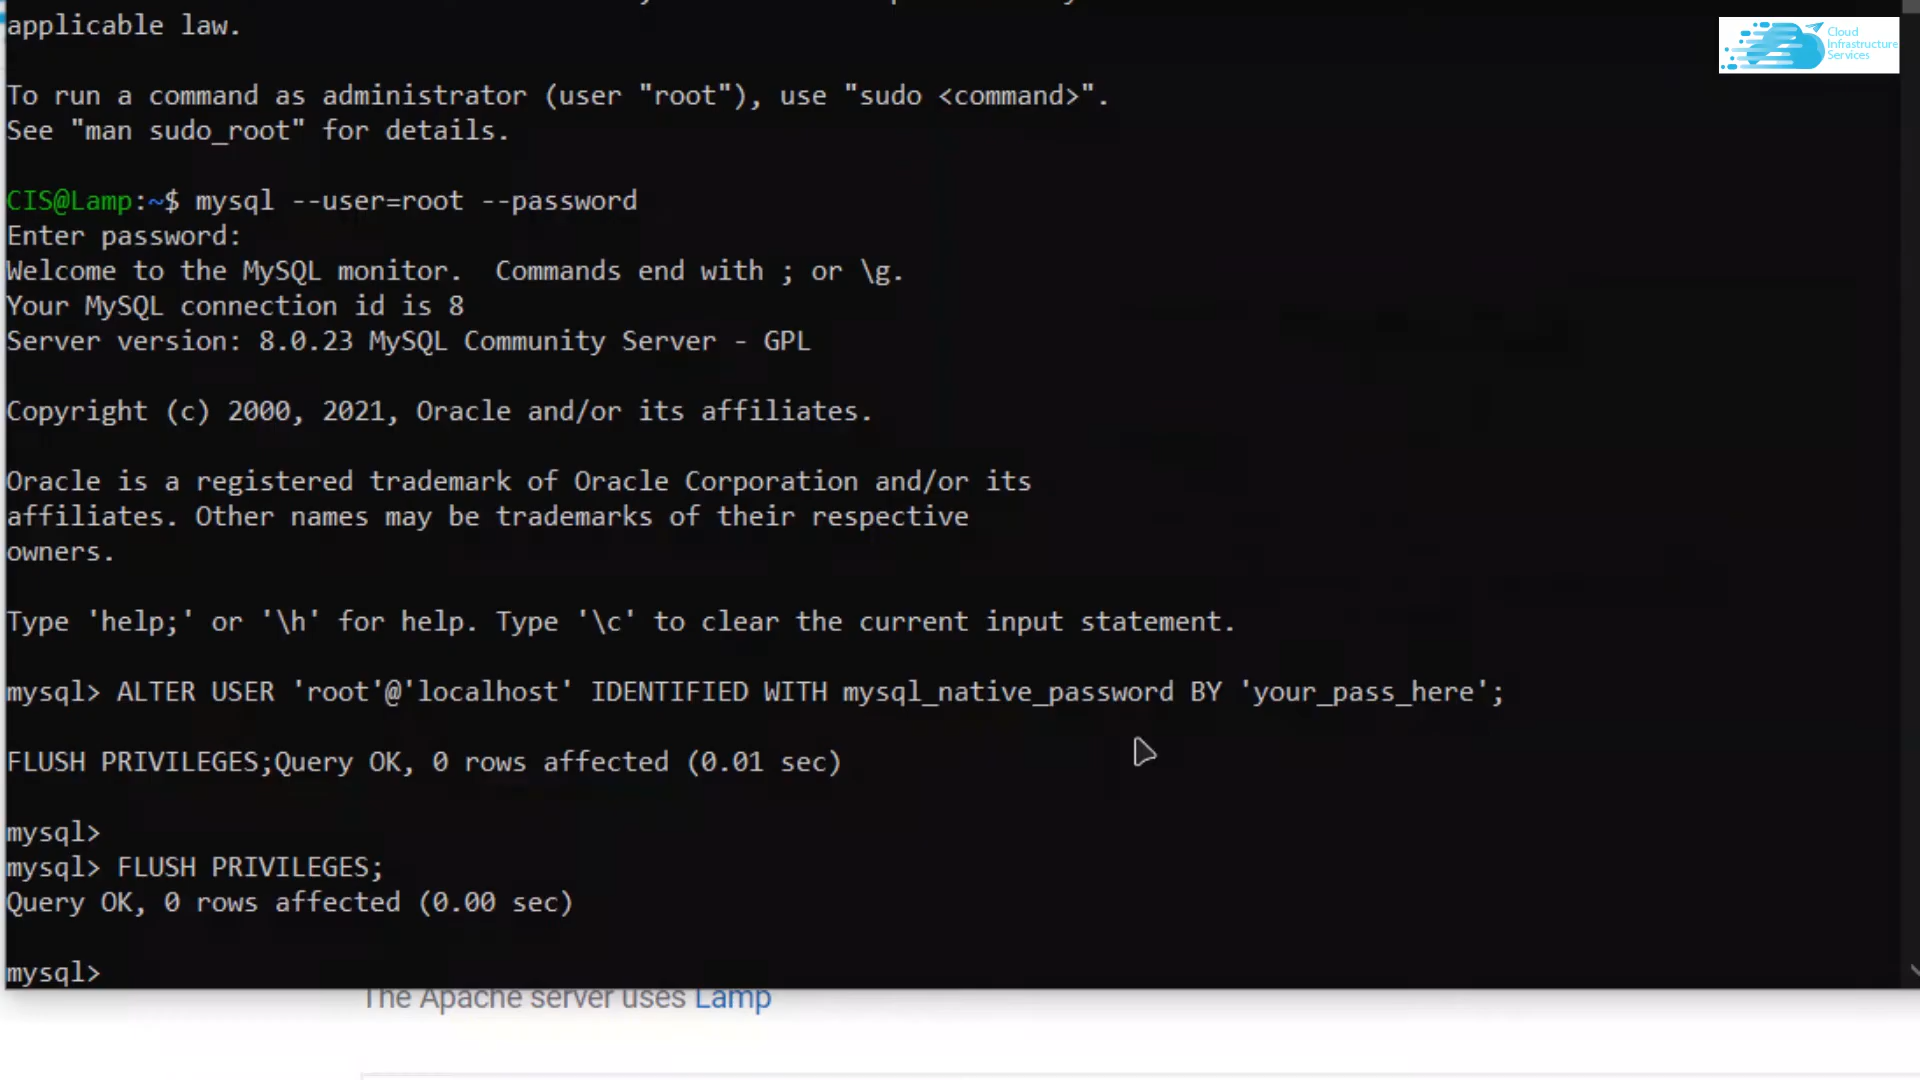 applicable law.
To run a command as administrator (user "root"), use "sudo <command>".
See "man sudo_root" for details.
CIS@Lamp:~$ mysql --user=root --password
Enter password:
Welcome to the MySQL monitor.  Commands end with ; or \g.
Your MySQL connection id is 8
Server version: 8.0.23 MySQL Community Server - GPL
Copyright (c) 2000, 2021, Oracle and/or its affiliates.
Oracle is a registered trademark of Oracle Corporation and/or its
affiliates. Other names may be trademarks of their respective
owners.
Type 'help;' or '\h' for help. Type '\c' to clear the current input statement.
mysql> ALTER USER 'root'@'localhost' IDENTIFIED WITH mysql_native_password BY 'your_pass_here';
FLUSH PRIVILEGES;Query OK, 0 rows affected (0.01 sec)
mysql>
mysql> FLUSH PRIVILEGES;
Query OK, 0 rows affected (0.00 sec)
mysql>
The Apache server uses Lamp
Cloud
Infrastructure
Services